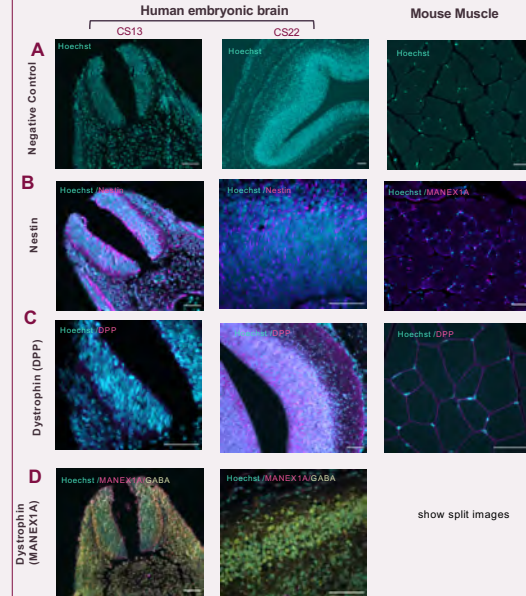 Human embryonic brain
Mouse Muscle
CS13
CS22
A
Negative Control
Hoechst
Hoechst
Hoechst
B
Nestin
Hoechst /Nestin
Hoechst /Nestin
Hoechst /MANEX1A
C
Dystrophin (DPP)
Hoechst /DPP
Hoechst /DPP
Hoechst /DPP
D
Dystrophin
(MANEX1A)
Hoechst /MANEX1A/GABA
Hoechst /MANEX1A/GABA
show split images